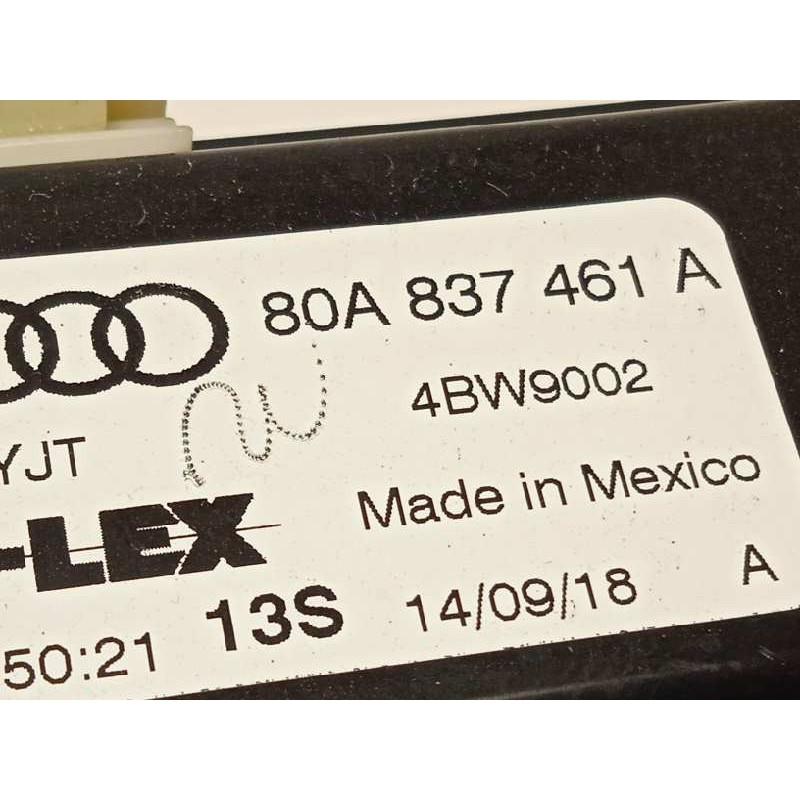 80A 837 461 A
4BW9002
YJT
Made in Mexico
-LEX
50:21 13S 14/09/18 A